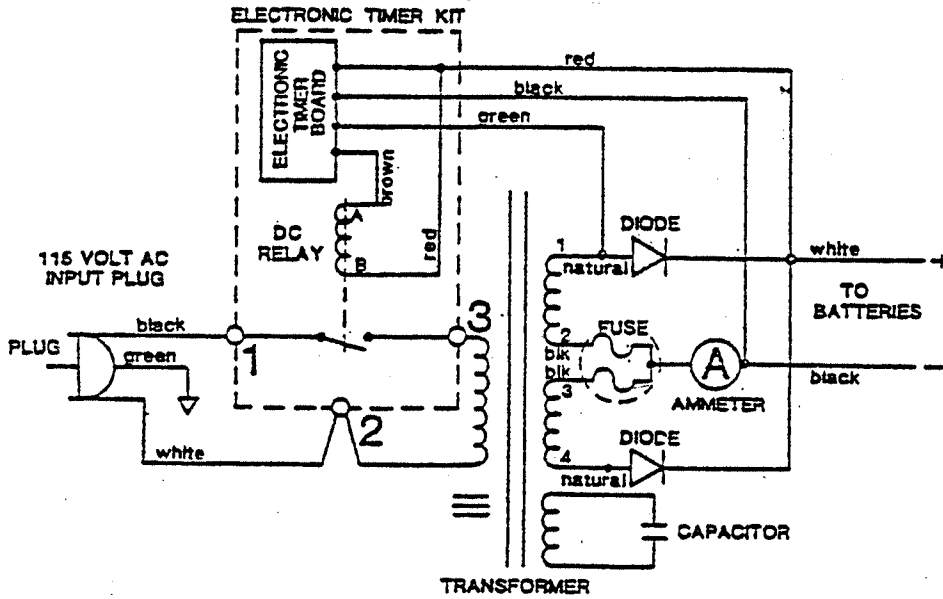 ELECTRONIC TIMER KIT
ELECTRONIC
TIMER
BOARD
red
black
green
brown
A
DC
RELAY
B
red
115 VOLT AC
INPUT PLUG
black
PLUG
green
1
3
2
white
1
natural
DIODE
white
+
TO
BATTERIES
2
blk
FUSE
blk
3
A
AMMETER
black
-
4
natural
DIODE
CAPACITOR
TRANSFORMER